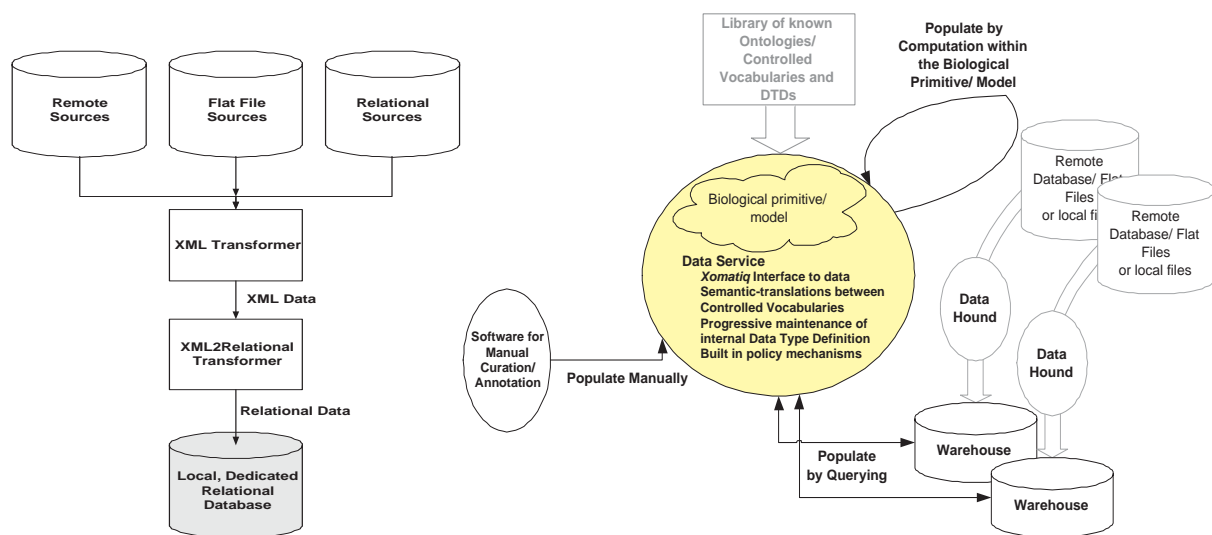 Remote
Sources
Flat File
Sources
Relational
Sources
XML Transformer
XML Data
XML2Relational
Transformer
Relational Data
Local, Dedicated
Relational
Database
Library of known
Ontologies/
Controlled
Vocabularies and
DTDs
Populate by
Computation within
the Biological
Primitive/ Model
Biological primitive/
model
Data Service
Xomatiq Interface to data
Semantic-translations between
Controlled Vocabularies
Progressive maintenance of
internal Data Type Definition
Built in policy mechanisms
Software for
Manual
Curation/
Annotation
Populate Manually
Remote
Database/ Flat
Files
or local
Remote
Database/ Flat
Files
or local files
Data
Hound
Data
Hound
Populate
by Querying
Warehouse
Warehouse